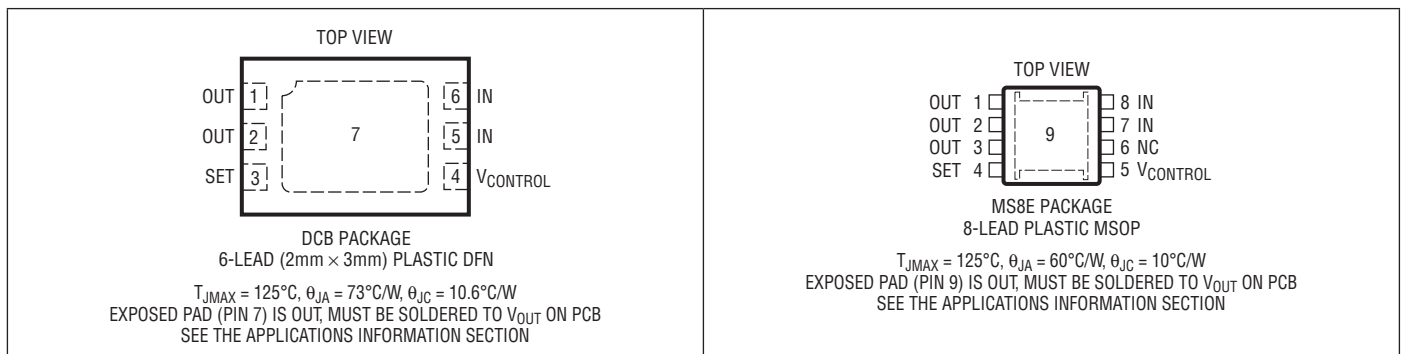 TOP VIEW
OUT 1 6 IN
OUT 2 7 5 IN
SET 3 4 VCONTROL
DCB PACKAGE
6-LEAD (2mm × 3mm) PLASTIC DFN
TJMAX = 125°C, θJA = 73°C/W, θJC = 10.6°C/W
EXPOSED PAD (PIN 7) IS OUT, MUST BE SOLDERED TO VOUT ON PCB
SEE THE APPLICATIONS INFORMATION SECTION
TOP VIEW
OUT 1 8 IN
OUT 2 9 7 IN
OUT 3 6 NC
SET 4 5 VCONTROL
MS8E PACKAGE
8-LEAD PLASTIC MSOP
TJMAX = 125°C, θJA = 60°C/W, θJC = 10°C/W
EXPOSED PAD (PIN 9) IS OUT, MUST BE SOLDERED TO VOUT ON PCB
SEE THE APPLICATIONS INFORMATION SECTION